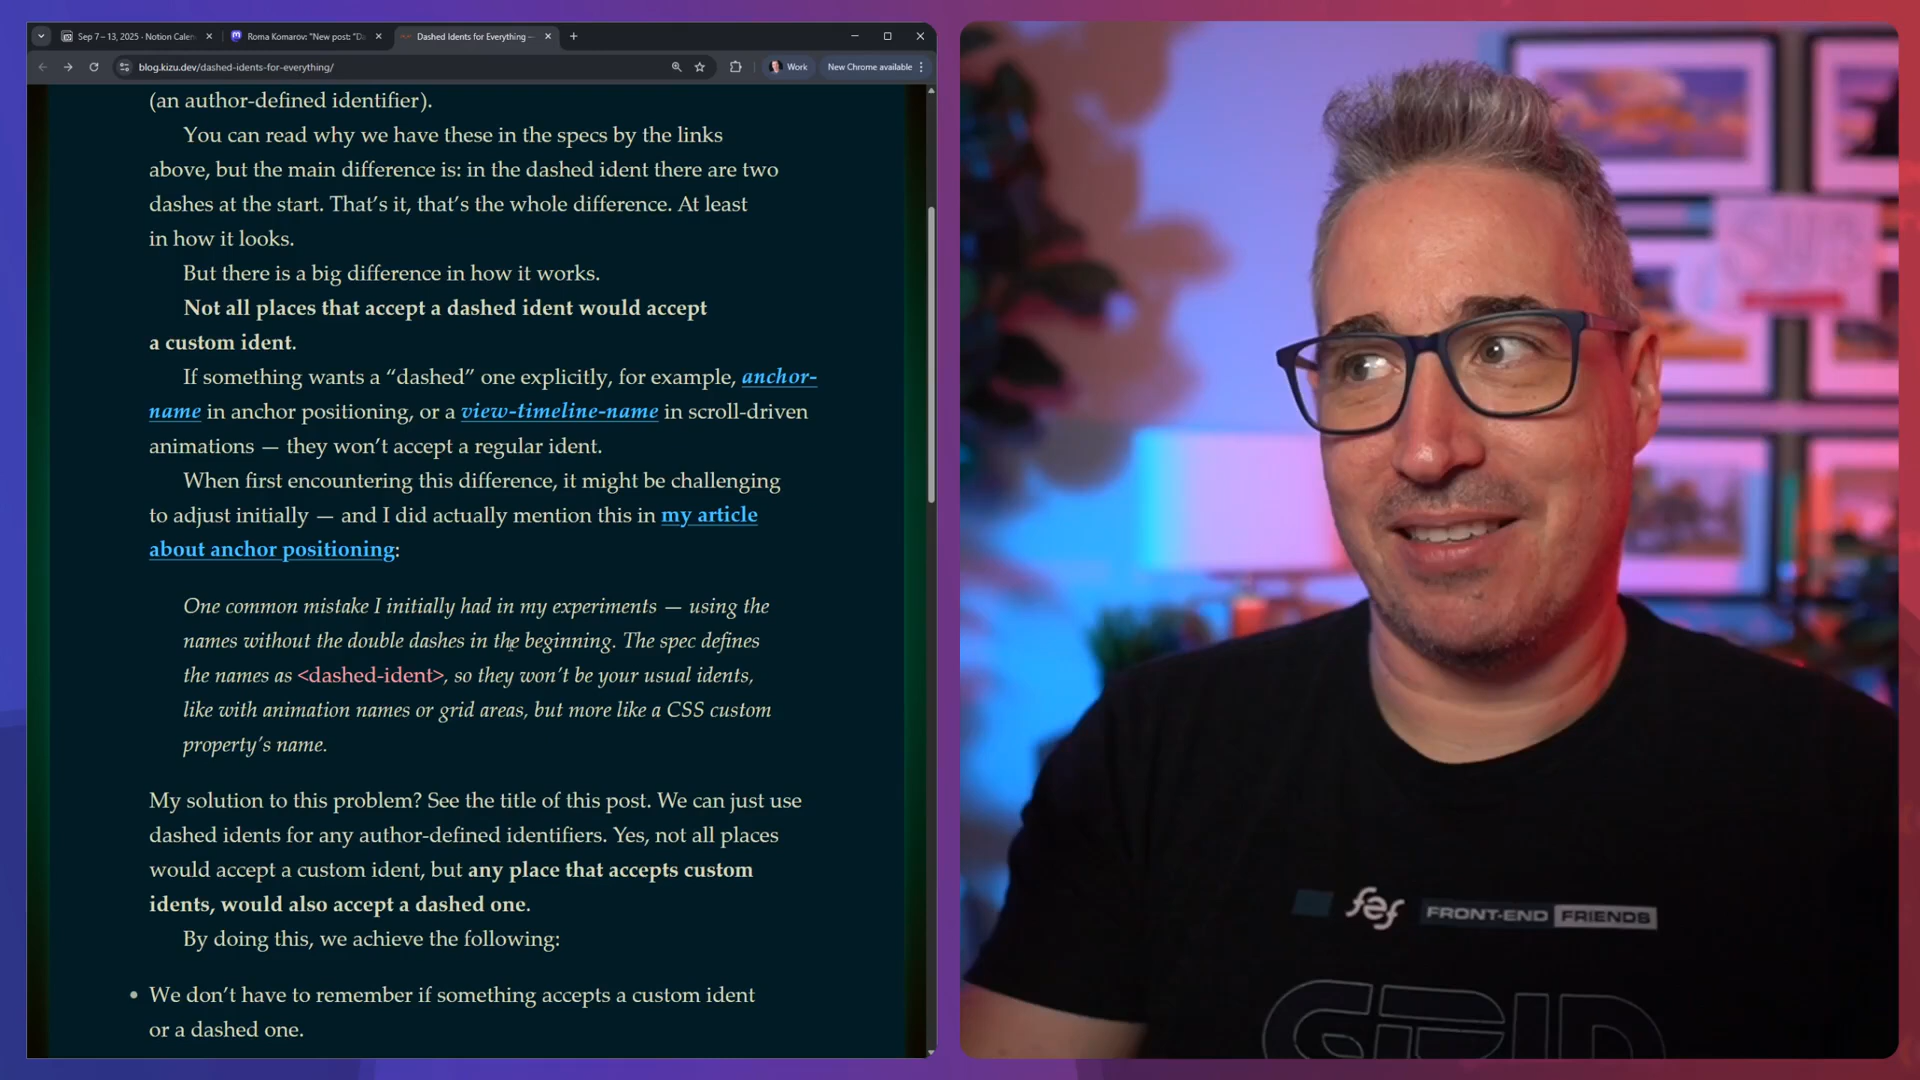 Sep 7 – 13, 2025 · Notion Calen
Roma Komarov: "New post: "Da
Dashed Idents for Everything —
blog.kizu.dev/dashed-idents-for-everything/
Work
New Chrome available
(an author-defined identifier).
You can read why we have these in the specs by the links
above, but the main difference is: in the dashed ident there are two
dashes at the start. That’s it, that’s the whole difference. At least
in how it looks.
But there is a big difference in how it works.
Not all places that accept a dashed ident would accept
a custom ident.
If something wants a “dashed” one explicitly, for example, anchor-
name in anchor positioning, or a view-timeline-name in scroll-driven
animations — they won’t accept a regular ident.
When first encountering this difference, it might be challenging
to adjust initially — and I did actually mention this in my article
about anchor positioning:
One common mistake I initially had in my experiments — using the
names without the double dashes in the beginning. The spec defines
the names as <dashed-ident>, so they won’t be your usual idents,
like with animation names or grid areas, but more like a CSS custom
property’s name.
My solution to this problem? See the title of this post. We can just use
dashed idents for any author-defined identifiers. Yes, not all places
would accept a custom ident, but any place that accepts custom
idents, would also accept a dashed one.
By doing this, we achieve the following:
• We don’t have to remember if something accepts a custom ident
or a dashed one.
fef
FRONT-END FRIENDS
GRID